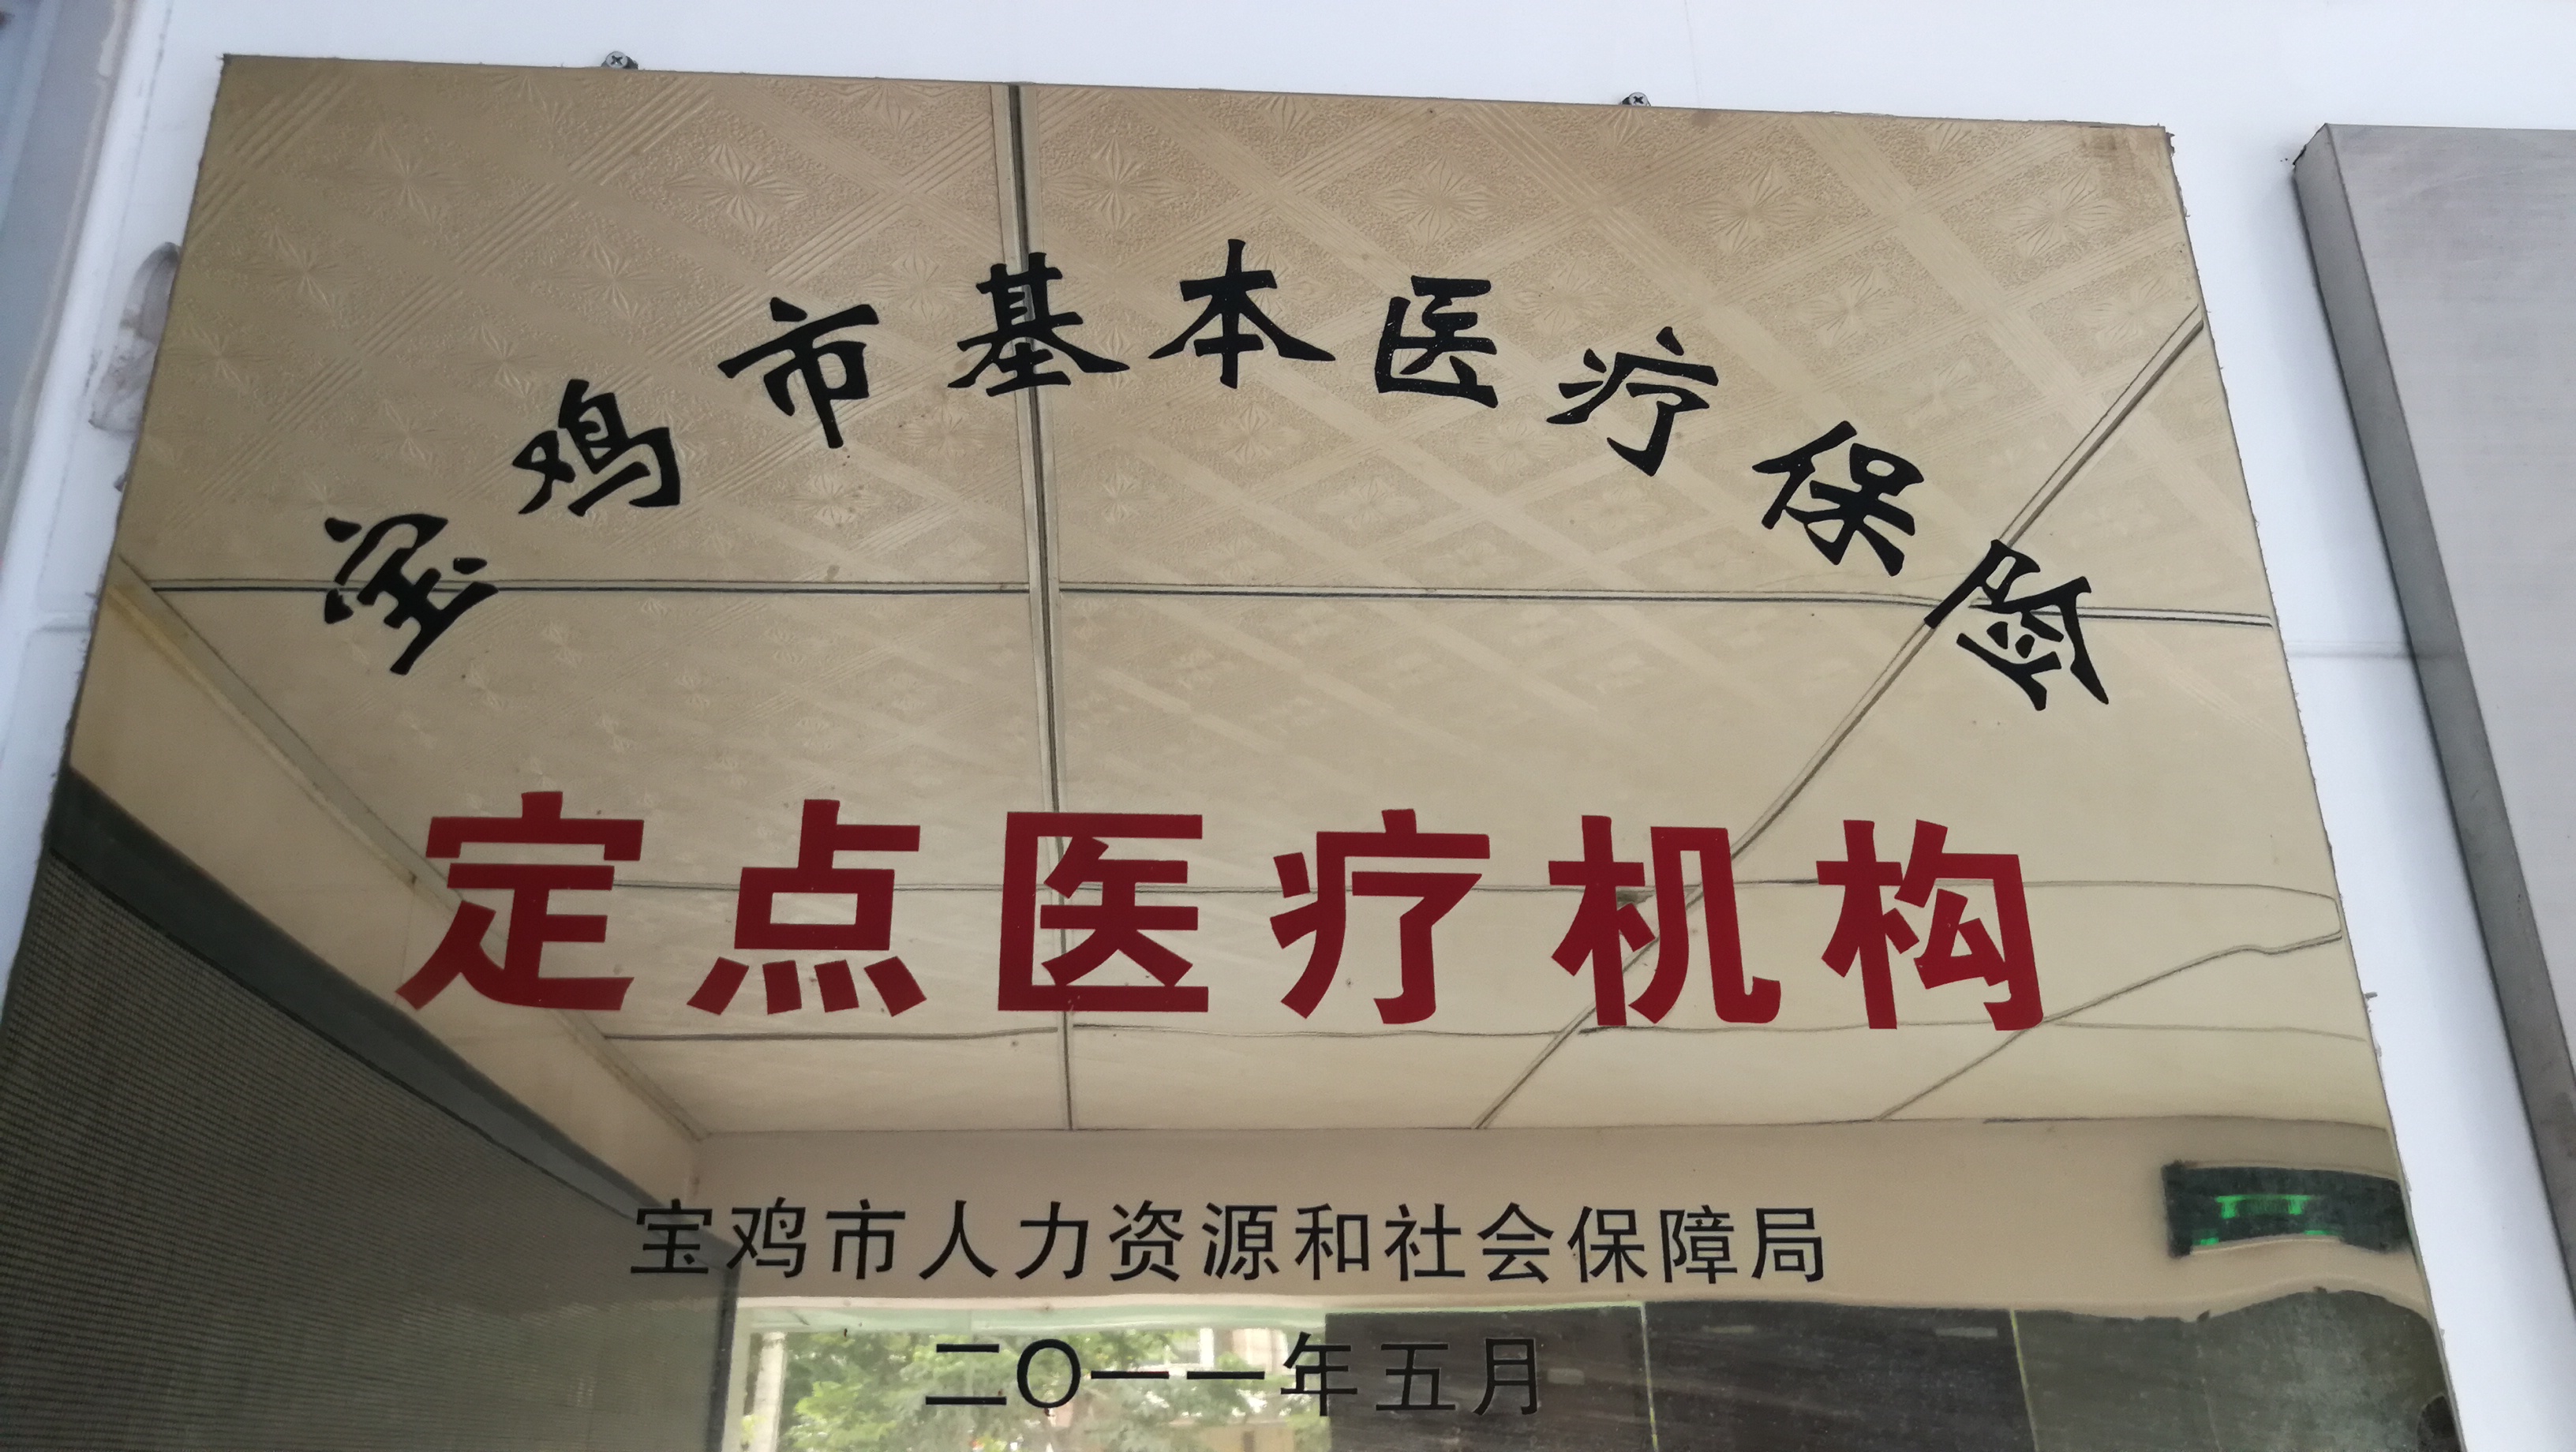 宝鸡市基本医疗保险
定点医疗机构
宝鸡市人力资源和社会保障局
二〇一一年五月